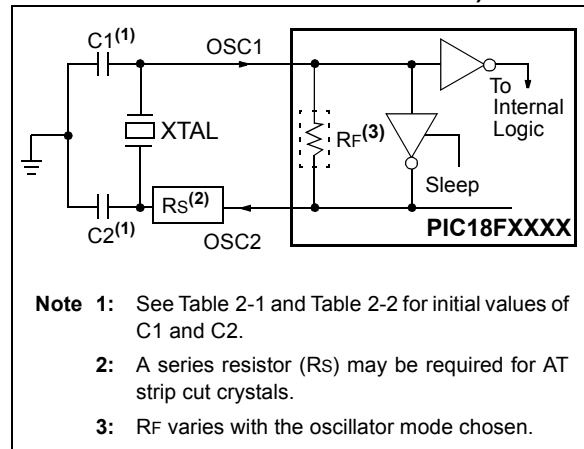 C1(1)
OSC1
To
Internal
Logic
XTAL
RF(3)
Sleep
C2(1)
RS(2)
OSC2
PIC18FXXXX
Note 1: See Table 2-1 and Table 2-2 for initial values of
C1 and C2.
2: A series resistor (RS) may be required for AT
strip cut crystals.
3: RF varies with the oscillator mode chosen.